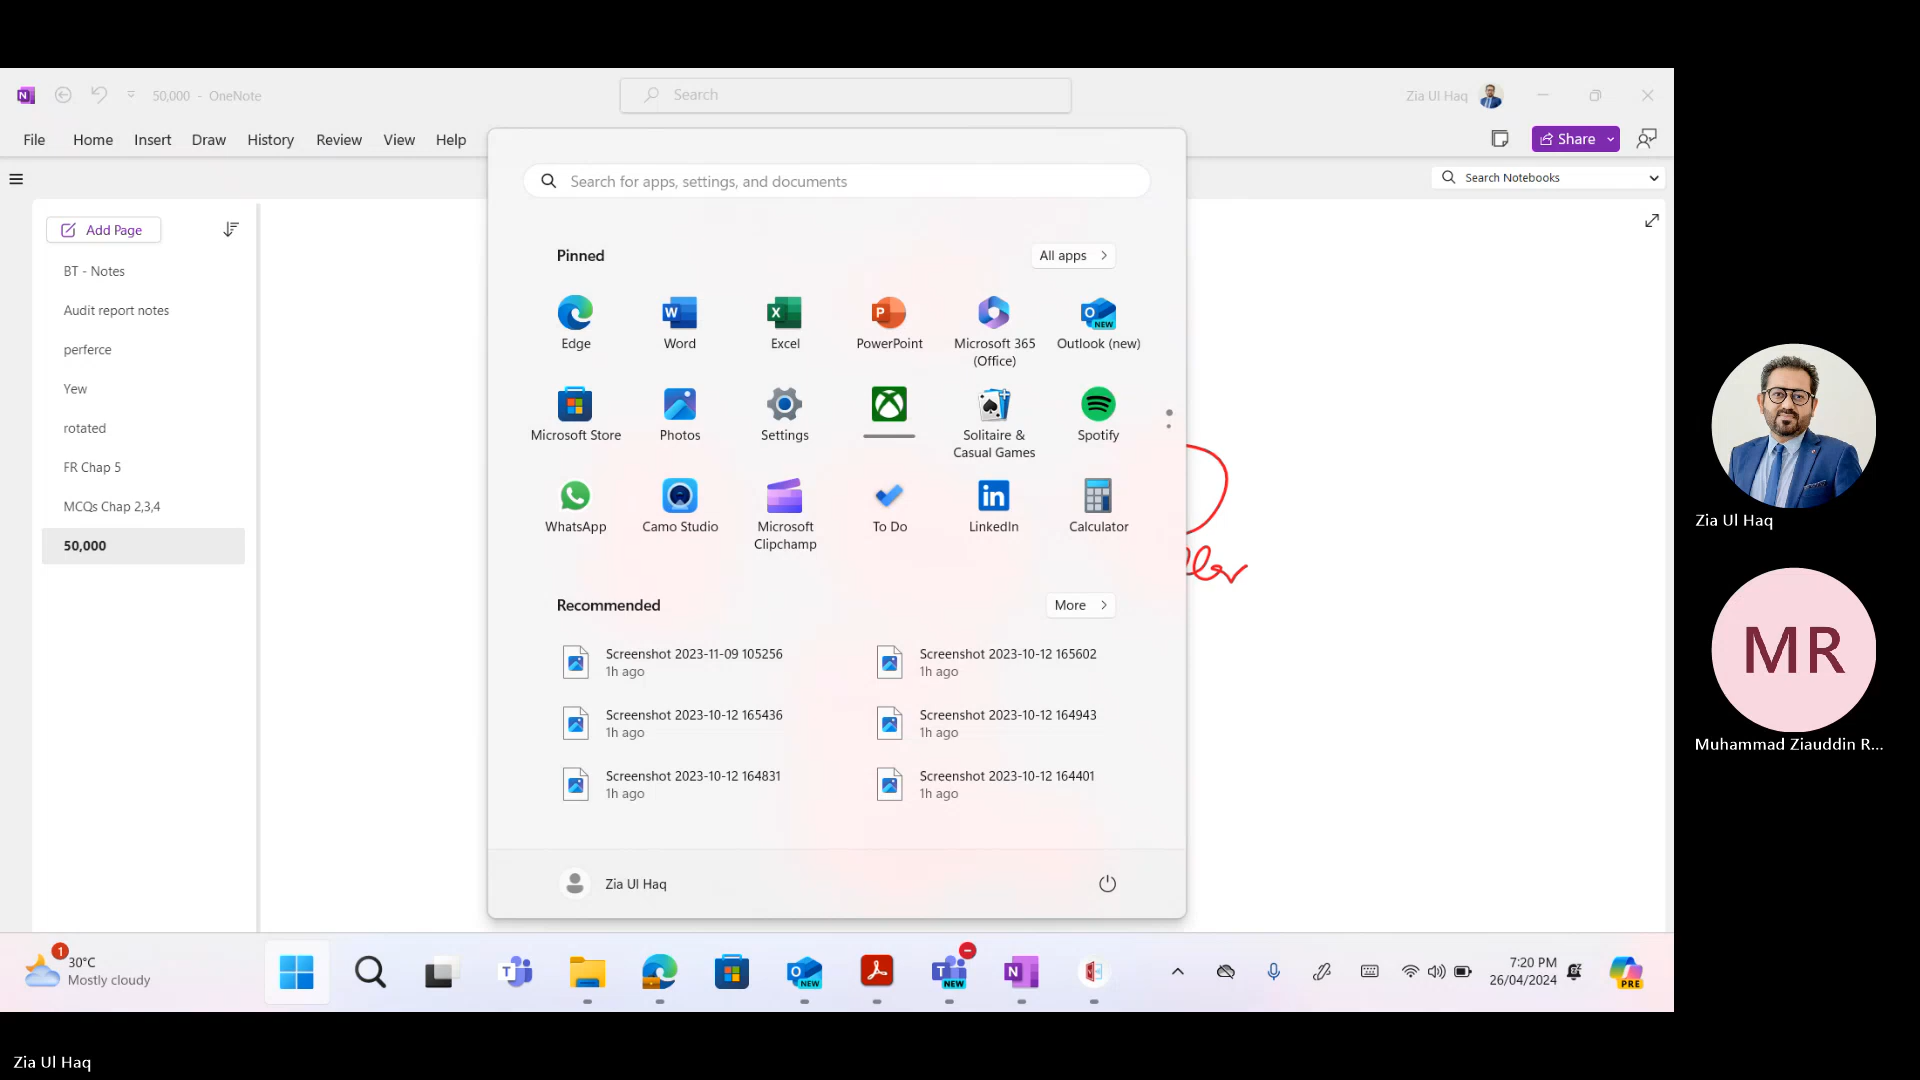 50,000 - OneNote
Search
Zia Ul Haq
File Home Insert Draw History Review View Help
Share
Search Notebooks
Add Page
BT - Notes
Audit report notes
perferce
Yew
rotated
FR Chap 5
MCQs Chap 2,3,4
50,000
Search for apps, settings, and documents
Pinned
All apps
Edge
Word
Excel
PowerPoint
Microsoft 365
(Office)
Outlook (new)
NEW
Microsoft Store
Photos
Settings
Solitaire &
Casual Games
Spotify
WhatsApp
Camo Studio
Microsoft
Clipchamp
To Do
LinkedIn
Calculator
Recommended
More
Screenshot 2023-11-09 105256
1h ago
Screenshot 2023-10-12 165602
1h ago
Screenshot 2023-10-12 165436
1h ago
Screenshot 2023-10-12 164943
1h ago
Screenshot 2023-10-12 164831
1h ago
Screenshot 2023-10-12 164401
1h ago
Zia Ul Haq
1
30°C
Mostly cloudy
NEW
NEW
7:20 PM
26/04/2024
PRE
Zia Ul Haq
MR
Muhammad Ziauddin R...
Zia Ul Haq